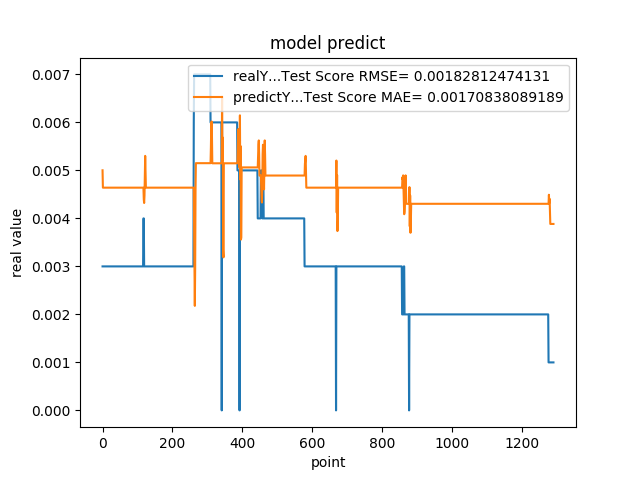 model predict
realY...Test Score RMSE= 0.00182812474131
predictY...Test Score MAE= 0.00170838089189
0.007
0.006
0.005
0.004
0.003
0.002
0.001
0.000
real value
0 200 400 600 800 1000 1200
point